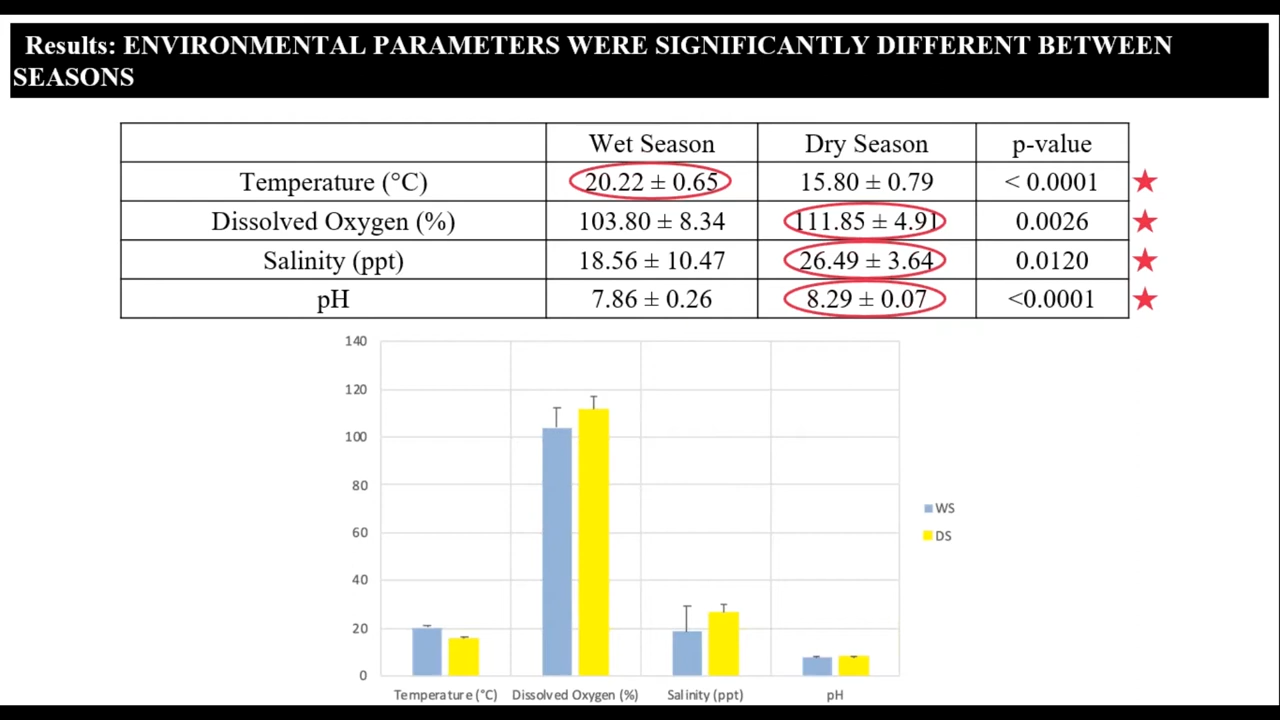 Results: ENVIRONMENTAL PARAMETERS WERE SIGNIFICANTLY DIFFERENT BETWEEN
SEASONS
Wet Season Dry Season p-value
Temperature (°C) 20.22 ± 0.65 15.80 ± 0.79 < 0.0001
Dissolved Oxygen (%) 103.80 ± 8.34 111.85 ± 4.91 0.0026
Salinity (ppt) 18.56 ± 10.47 26.49 ± 3.64 0.0120
pH 7.86 ± 0.26 8.29 ± 0.07 <0.0001
140
120
100
80
60
40
20
0
WS
DS
Temperature (°C) Dissolved Oxygen (%) Salinity (ppt) pH